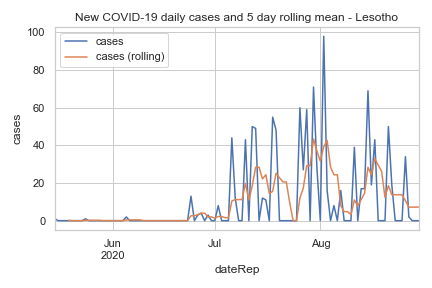 New COVID-19 daily cases and 5 day rolling mean - Lesotho
100
80
60
40
20
0
cases
cases (rolling)
cases
Jun
2020
Jul
Aug
dateRep